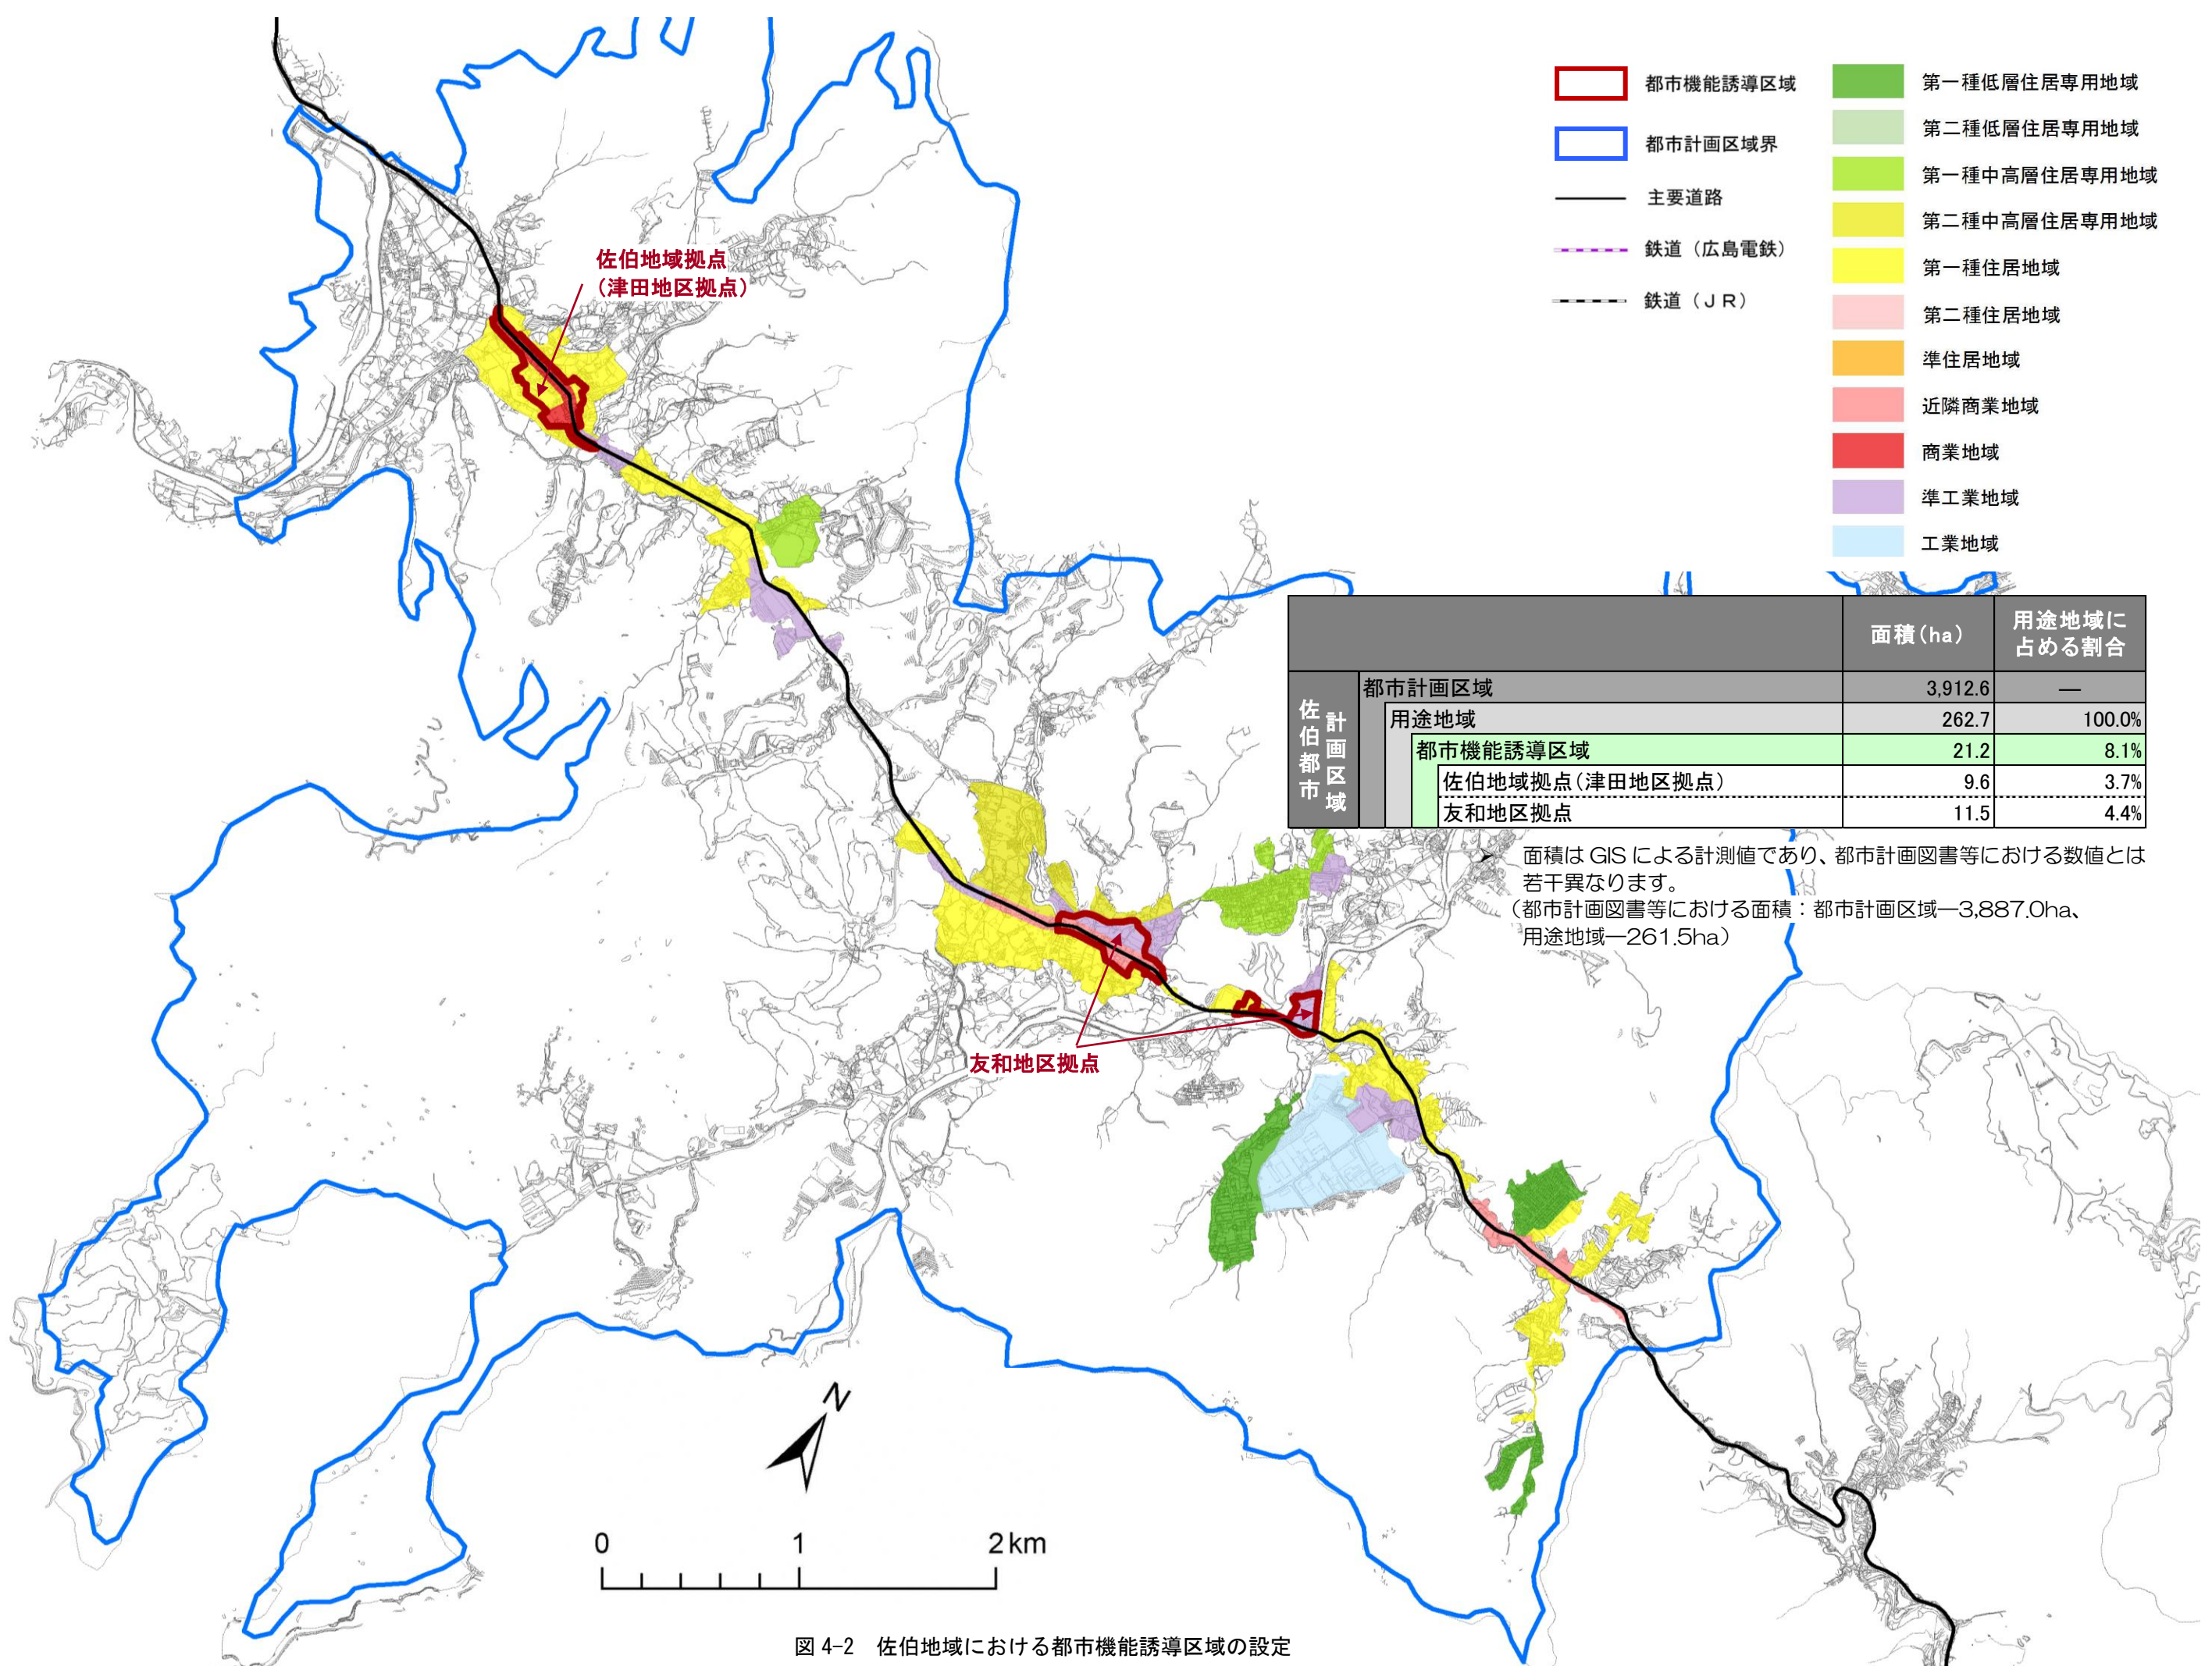 都市機能誘導区域
都市計画区域界
主要道路
鉄道（広島電鉄）
鉄道（ＪＲ）
第一種低層住居専用地域
第二種低層住居専用地域
第一種中高層住居専用地域
第二種中高層住居専用地域
第一種住居地域
第二種住居地域
準住居地域
近隣商業地域
商業地域
準工業地域
工業地域
佐伯地域拠点
（津田地区拠点）
面積（ha） 用途地域に
占める割合
佐伯都市計画区域
都市計画区域 3,912.6 ―
用途地域 262.7 100.0%
都市機能誘導区域 21.2 8.1%
佐伯地域拠点（津田地区拠点） 9.6 3.7%
友和地区拠点 11.5 4.4%
➢ 面積は GIS による計測値であり、都市計画図書等における数値とは
若干異なります。
（都市計画図書等における面積：都市計画区域―3,887.0ha、
用途地域―261.5ha）
友和地区拠点
N
0 1 2 km
図 4-2 佐伯地域における都市機能誘導区域の設定